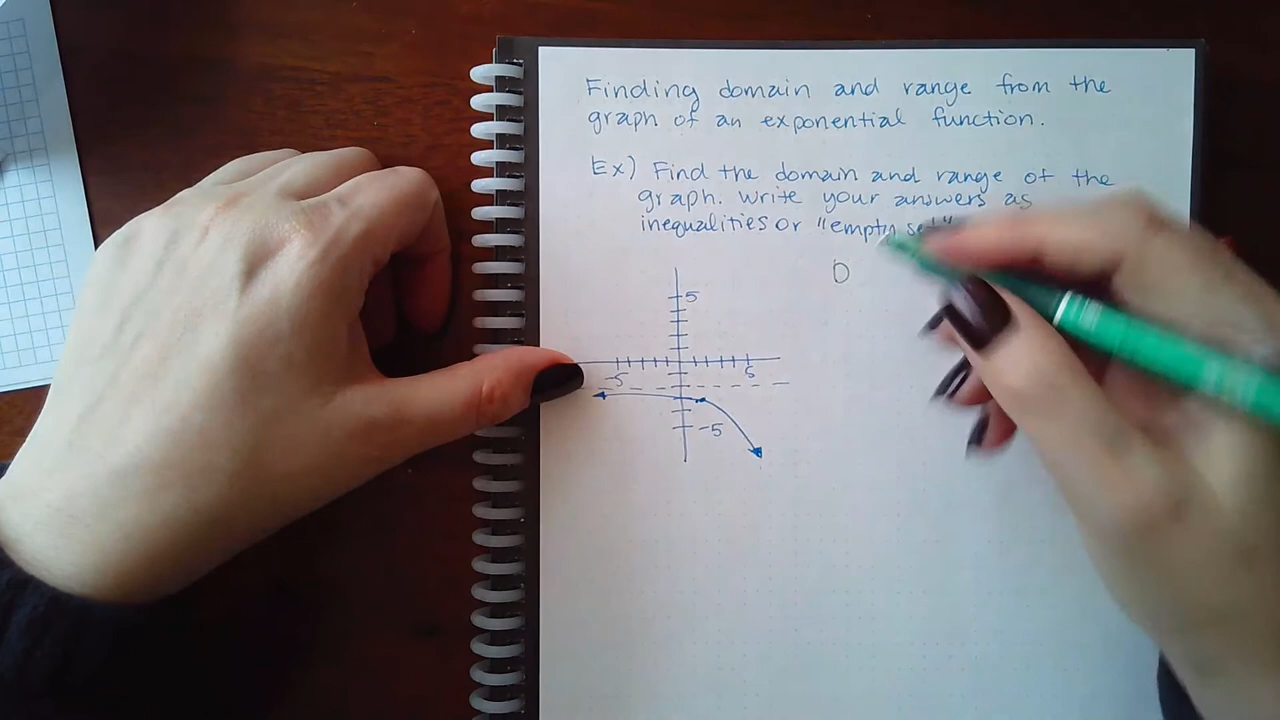 Finding domain and range from the
graph of an exponential function.
Ex) Find the domain and range of the
graph. Write your answers as
inequalities or "empty set"
D
5
-5
5
-5